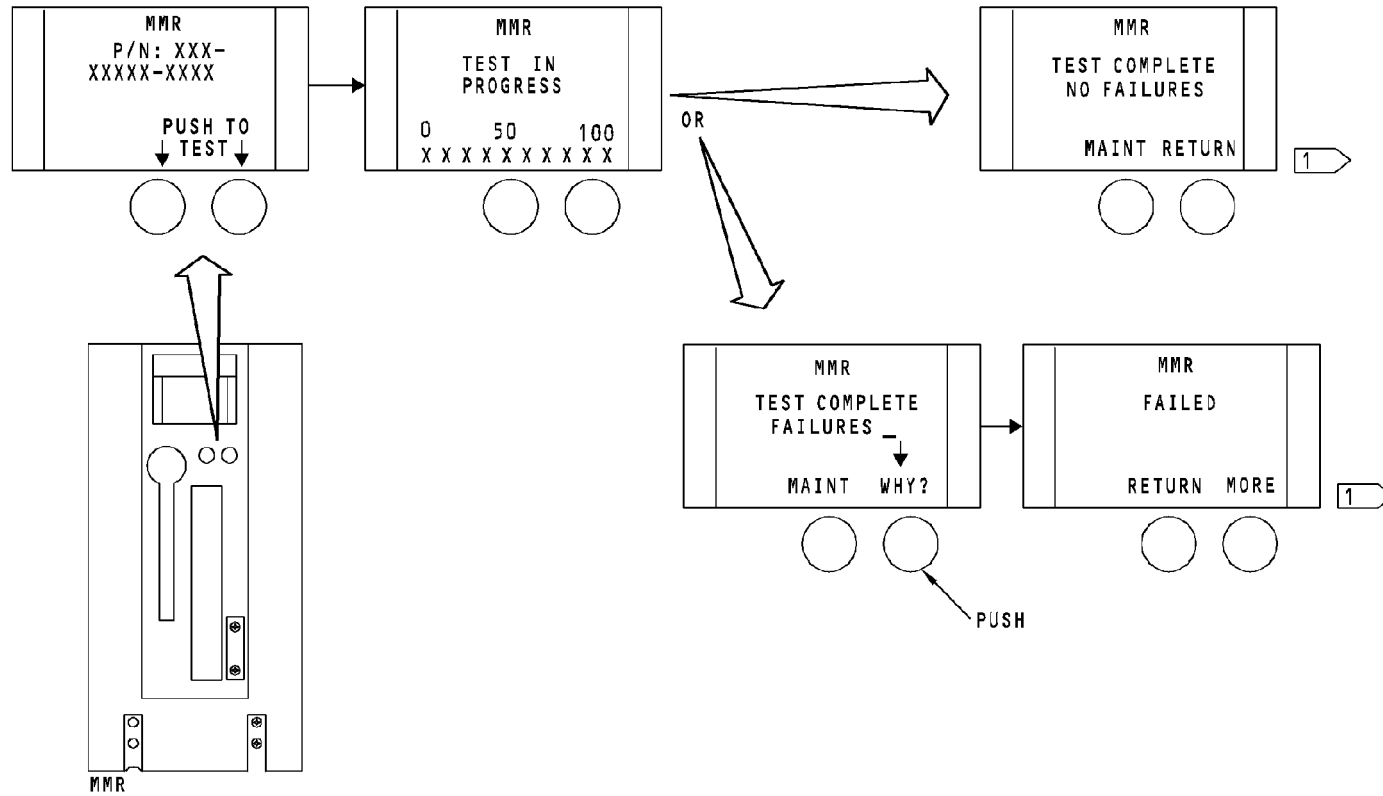 MMR
P/N: XXX-
XXXXX-XXXX
PUSH TO
TEST
MMR
TEST IN
PROGRESS
0 50 100
X X X X X X X X X X
OR
MMR
TEST COMPLETE
NO FAILURES
MAINT RETURN
1
MMR
TEST COMPLETE
FAILURES _
MAINT WHY?
PUSH
MMR
FAILED
RETURN MORE
1
MMR